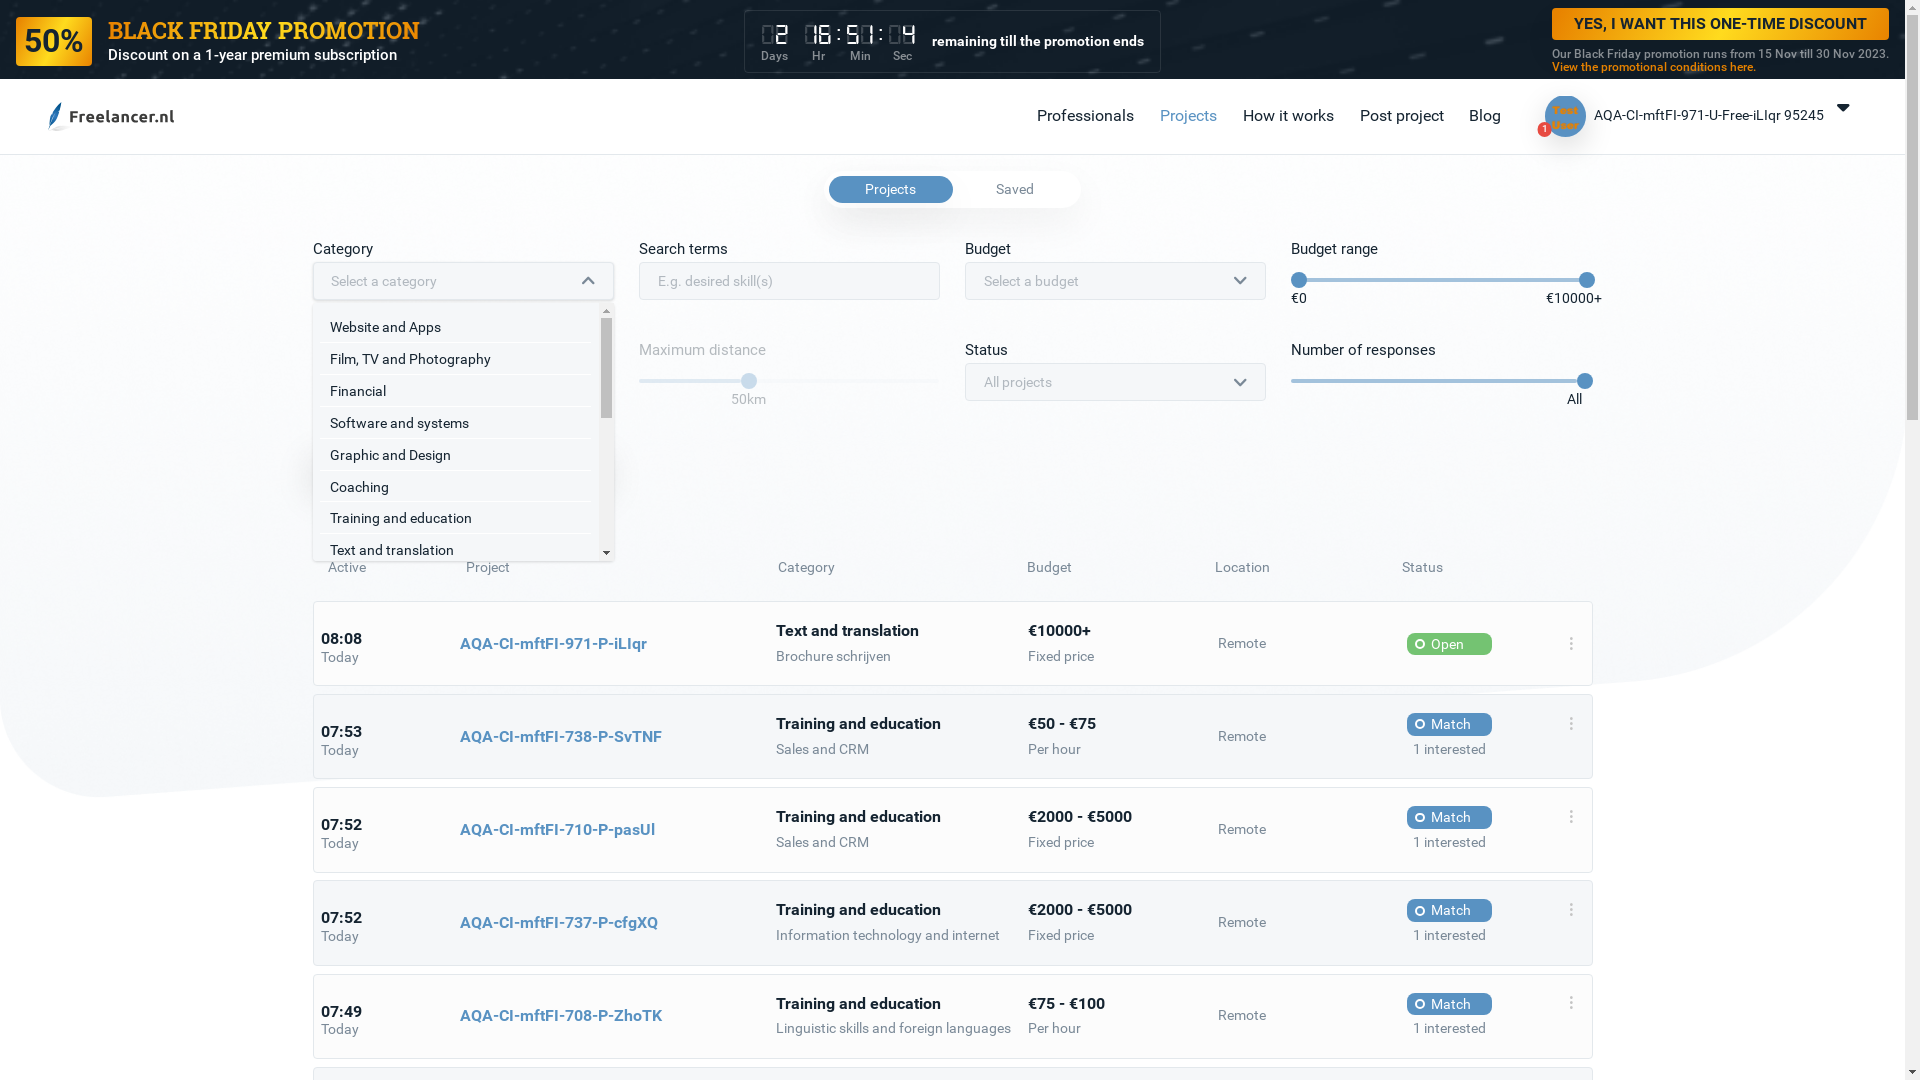 50%
BLACK FRIDAY PROMOTION
Discount on a 1-year premium subscription
2 16 : 51 : 4
Days Hr Min Sec
remaining till the promotion ends
YES, I WANT THIS ONE-TIME DISCOUNT
Our Black Friday promotion runs from 15 Nov till 30 Nov 2023.
View the promotional conditions here.
Freelancer.nl
Professionals Projects How it works Post project Blog
Test User
1
AQA-CI-mftFI-971-U-Free-iLIqr 95245
Projects Saved
Category Search terms Budget Budget range
Select a category E.g. desired skill(s) Select a budget
€0 €10000+
Website and Apps
Film, TV and Photography
Financial
Software and systems
Graphic and Design
Coaching
Training and education
Text and translation
Maximum distance Status Number of responses
All projects
50km All
Active Project Category Budget Location Status
08:08 AQA-CI-mftFI-971-P-iLIqr Text and translation €10000+ Remote Open
Today Brochure schrijven Fixed price
07:53 AQA-CI-mftFI-738-P-SvTNF Training and education €50 - €75 Remote Match
Today Sales and CRM Per hour 1 interested
07:52 AQA-CI-mftFI-710-P-pasUl Training and education €2000 - €5000 Remote Match
Today Sales and CRM Fixed price 1 interested
07:52 AQA-CI-mftFI-737-P-cfgXQ Training and education €2000 - €5000 Remote Match
Today Information technology and internet Fixed price 1 interested
07:49 AQA-CI-mftFI-708-P-ZhoTK Training and education €75 - €100 Remote Match
Today Linguistic skills and foreign languages Per hour 1 interested